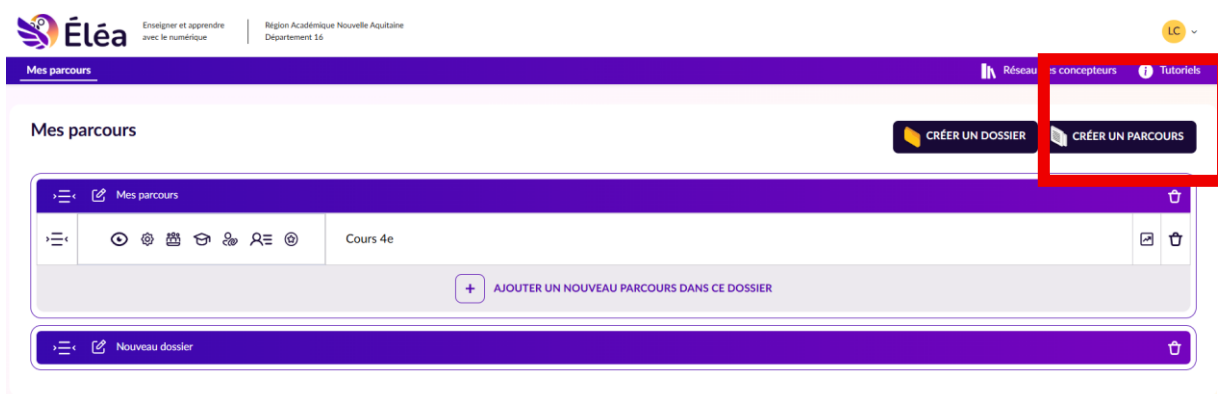 Éléa
Enseigner et apprendre
avec le numérique
Région Académique Nouvelle Aquitaine
Département 16
LC
Mes parcours
Réseau es concepteurs
Tutoriels
Mes parcours
CRÉER UN DOSSIER
CRÉER UN PARCOURS
Mes parcours
Cours 4e
+ AJOUTER UN NOUVEAU PARCOURS DANS CE DOSSIER
Nouveau dossier